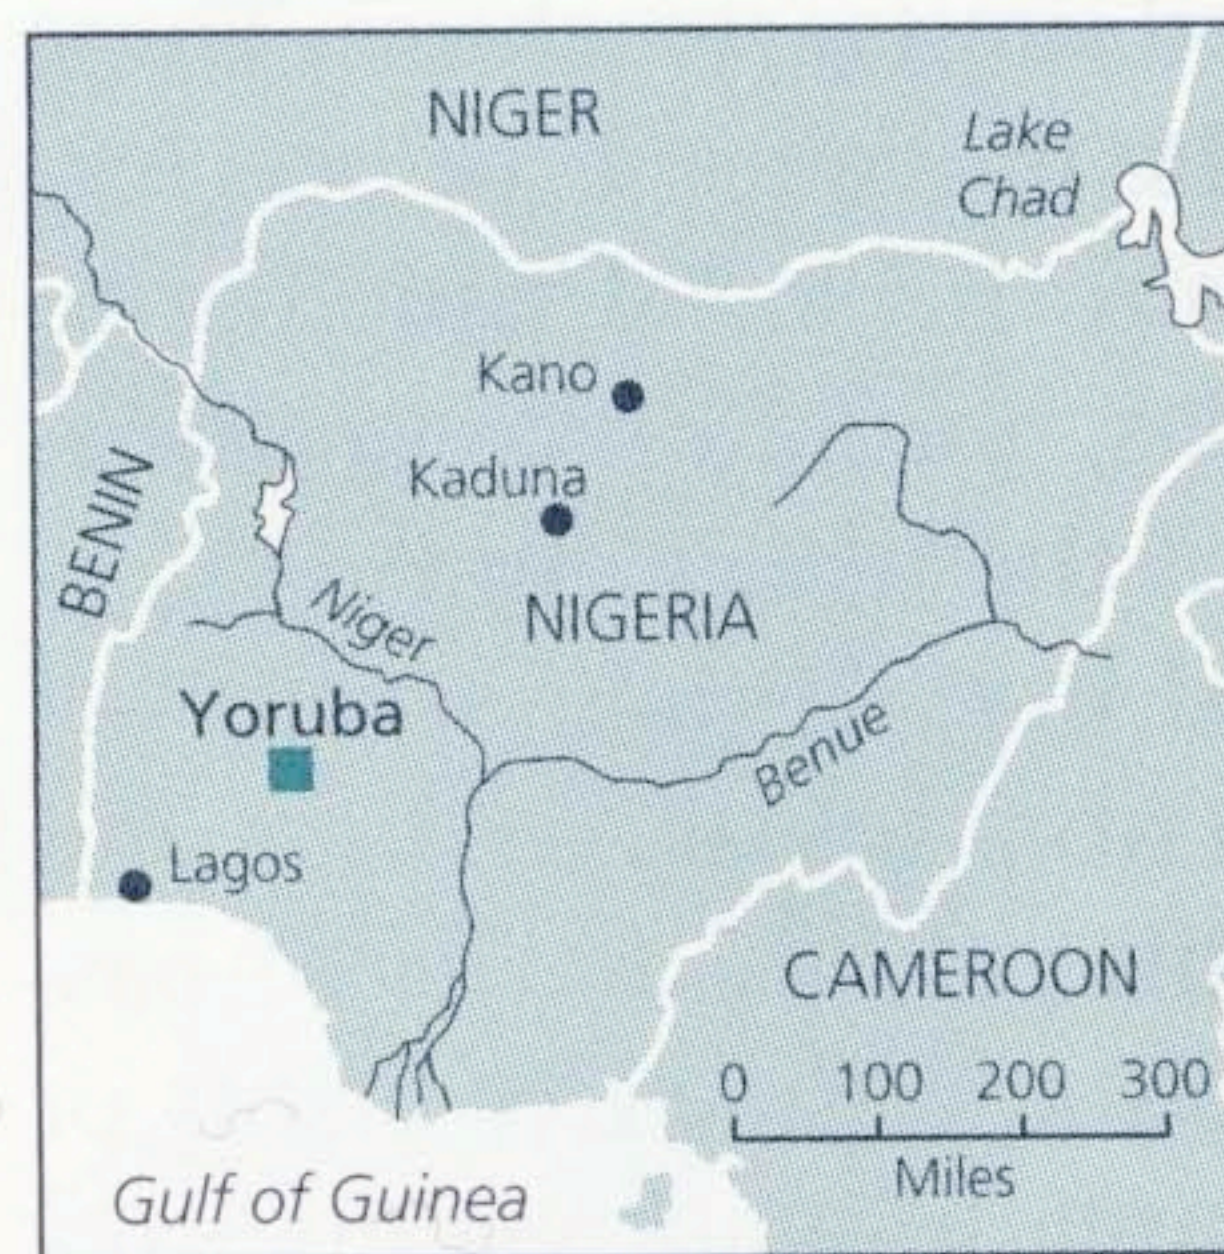 NIGER
Lake
Chad
Kano
Kaduna
BENIN
Niger
NIGERIA
Yoruba
Benue
Lagos
CAMEROON
0 100 200 300
Miles
Gulf of Guinea